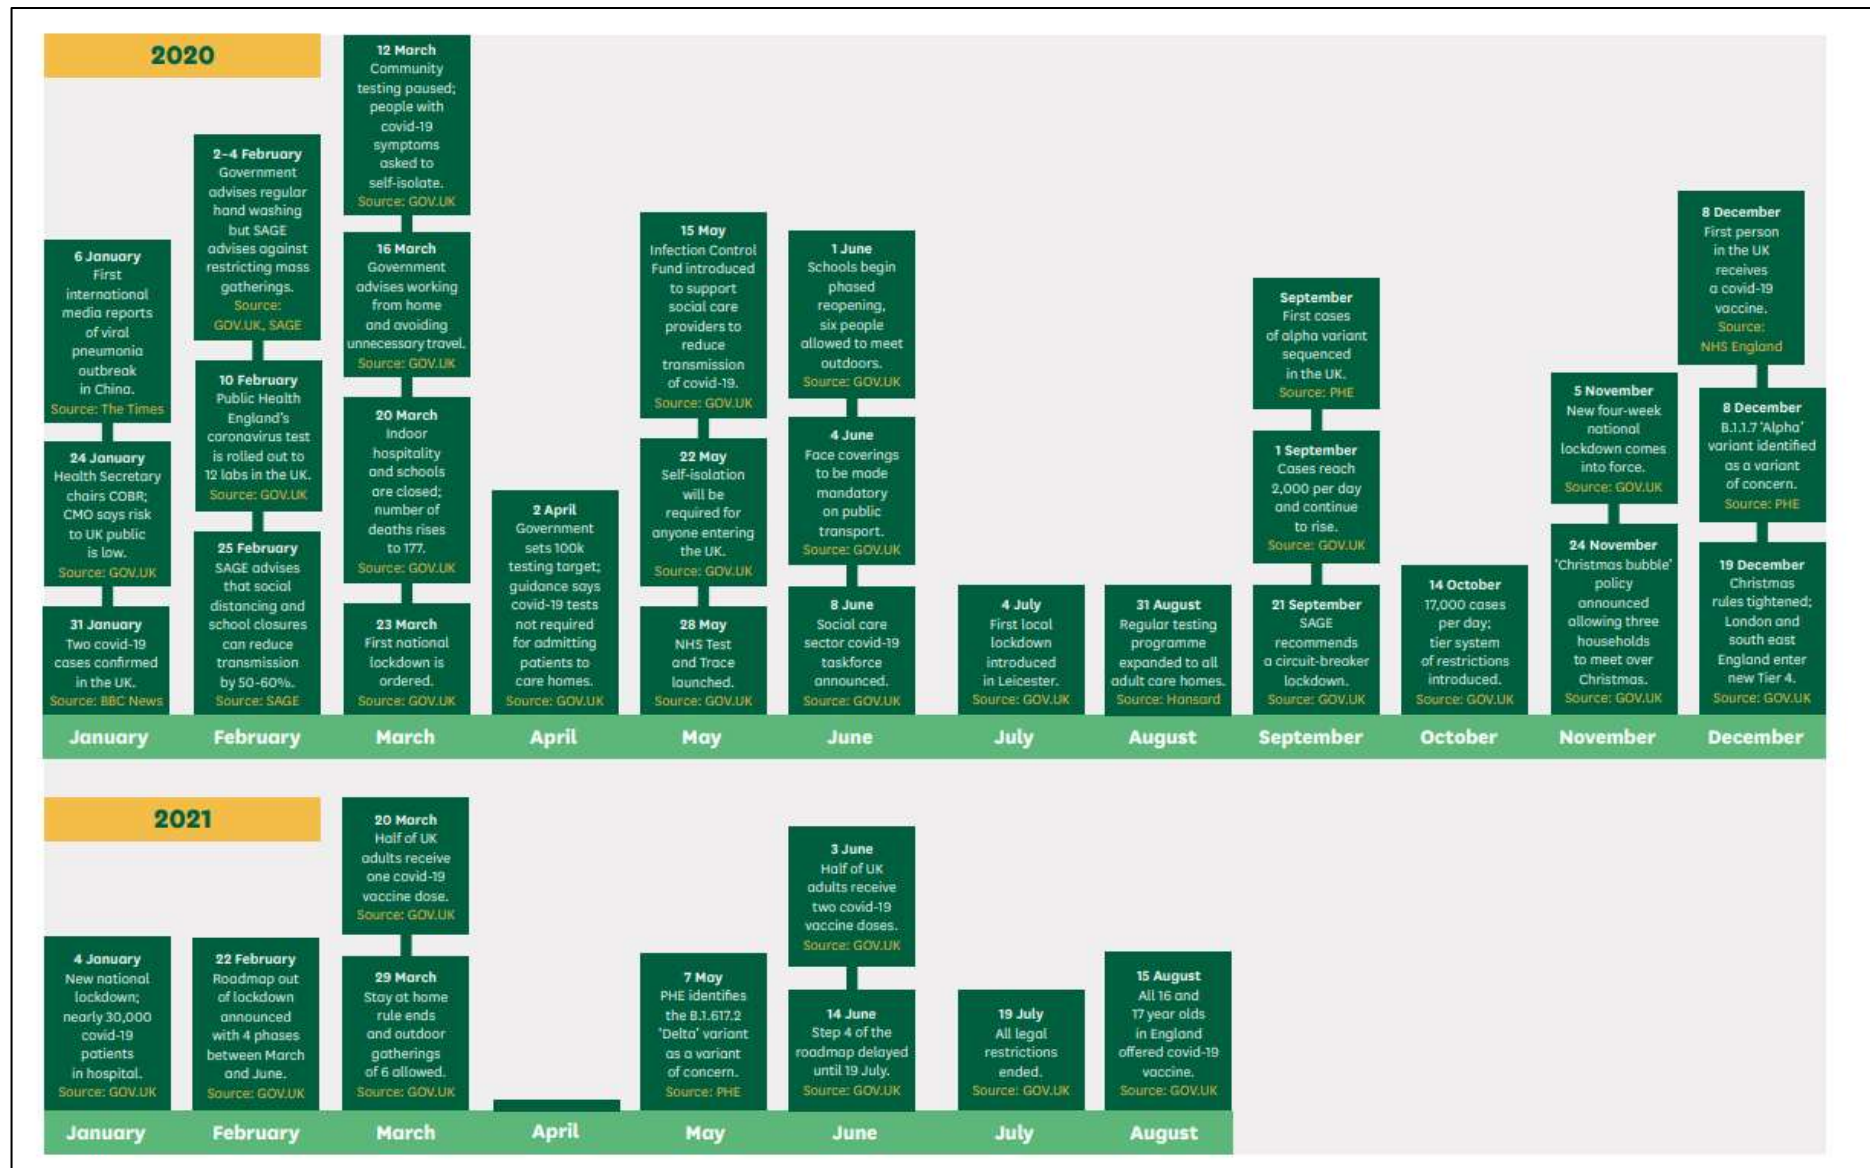 2020
6 January
First
international
media reports
of viral
pneumonia
outbreak
in China.
Source: The Times
24 January
Health Secretary
chairs COBR;
CMO says risk
to UK public
is low.
Source: GOV.UK
31 January
Two covid-19
cases confirmed
in the UK.
Source: BBC News
January
2–4 February
Government
advises regular
hand washing
but SAGE
advises against
restricting mass
gatherings.
Source:
GOV.UK, SAGE
10 February
Public Health
England's
coronavirus test
is rolled out to
12 labs in the UK.
Source: GOV.UK
25 February
SAGE advises
that social
distancing and
school closures
can reduce
transmission
by 50-60%.
Source: SAGE
February
12 March
Community
testing paused;
people with
covid-19
symptoms
asked to
self-isolate.
Source: GOV.UK
16 March
Government
advises working
from home
and avoiding
unnecessary travel.
Source: GOV.UK
20 March
Indoor
hospitality
and schools
are closed;
number of
deaths rises
to 177.
Source: GOV.UK
23 March
First national
lockdown is
ordered.
Source: GOV.UK
March
2 April
Government
sets 100k
testing target;
guidance says
covid-19 tests
not required
for admitting
patients to
care homes.
Source: GOV.UK
April
15 May
Infection Control
Fund introduced
to support
social care
providers to
reduce
transmission
of covid-19.
Source: GOV.UK
22 May
Self-isolation
will be
required for
anyone entering
the UK.
Source: GOV.UK
28 May
NHS Test
and Trace
launched.
Source: GOV.UK
May
1 June
Schools begin
phased
reopening,
six people
allowed to meet
outdoors.
Source: GOV.UK
4 June
Face coverings
to be made
mandatory
on public
transport.
Source: GOV.UK
8 June
Social care
sector covid-19
taskforce
announced.
Source: GOV.UK
June
4 July
First local
lockdown
introduced
in Leicester.
Source: GOV.UK
July
31 August
Regular testing
programme
expanded to all
adult care homes.
Source: Hansard
August
September
First cases
of alpha variant
sequenced
in the UK.
Source: PHE
1 September
Cases reach
2,000 per day
and continue
to rise.
Source: GOV.UK
21 September
SAGE
recommends
a circuit-breaker
lockdown.
Source: GOV.UK
September
14 October
17,000 cases
per day;
tier system
of restrictions
introduced.
Source: GOV.UK
October
5 November
New four-week
national
lockdown comes
into force.
Source: GOV.UK
24 November
'Christmas bubble'
policy
announced
allowing three
households
to meet over
Christmas.
Source: GOV.UK
November
8 December
First person
in the UK
receives
a covid-19
vaccine.
Source:
NHS England
8 December
B.1.1.7 'Alpha'
variant identified
as a variant
of concern.
Source: PHE
19 December
Christmas
rules tightened;
London and
south east
England enter
new Tier 4.
Source: GOV.UK
December
2021
4 January
New national
lockdown;
nearly 30,000
covid-19
patients
in hospital.
Source: GOV.UK
January
22 February
Roadmap out
of lockdown
announced
with 4 phases
between March
and June.
Source: GOV.UK
February
20 March
Half of UK
adults receive
one covid-19
vaccine dose.
Source: GOV.UK
29 March
Stay at home
rule ends
and outdoor
gatherings
of 6 allowed.
Source: GOV.UK
March
April
7 May
PHE identifies
the B.1.617.2
'Delta' variant
as a variant
of concern.
Source: PHE
May
3 June
Half of UK
adults receive
two covid-19
vaccine doses.
Source: GOV.UK
14 June
Step 4 of the
roadmap delayed
until 19 July.
Source: GOV.UK
June
19 July
All legal
restrictions
ended.
Source: GOV.UK
July
15 August
All 16 and
17 year olds
in England
offered covid-19
vaccine.
Source: GOV.UK
August